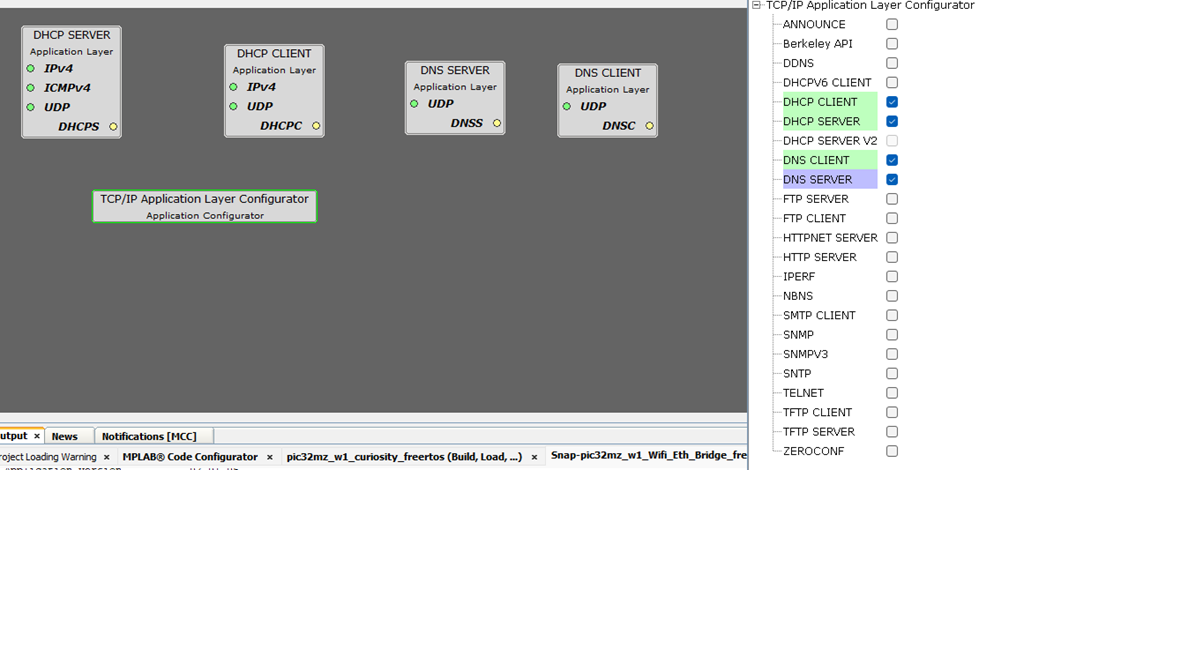 DHCP SERVER
Application Layer
IPv4
ICMPv4
UDP
DHCPS
DHCP CLIENT
Application Layer
IPv4
UDP
DHCPC
DNS SERVER
Application Layer
UDP
DNSS
DNS CLIENT
Application Layer
UDP
DNSC
TCP/IP Application Layer Configurator
Application Configurator
TCP/IP Application Layer Configurator
ANNOUNCE
Berkeley API
DDNS
DHCPV6 CLIENT
DHCP CLIENT
DHCP SERVER
DHCP SERVER V2
DNS CLIENT
DNS SERVER
FTP SERVER
FTP CLIENT
HTTPNET SERVER
HTTP SERVER
IPERF
NBNS
SMTP CLIENT
SNMP
SNMPV3
SNTP
TELNET
TFTP CLIENT
TFTP SERVER
ZEROCONF
utput × News Notifications [MCC]
roject Loading Warning × MPLAB® Code Configurator × pic32mz_w1_curiosity_freertos (Build, Load, ...) × Snap-pic32mz_w1_Wifi_Eth_Bridge_fre